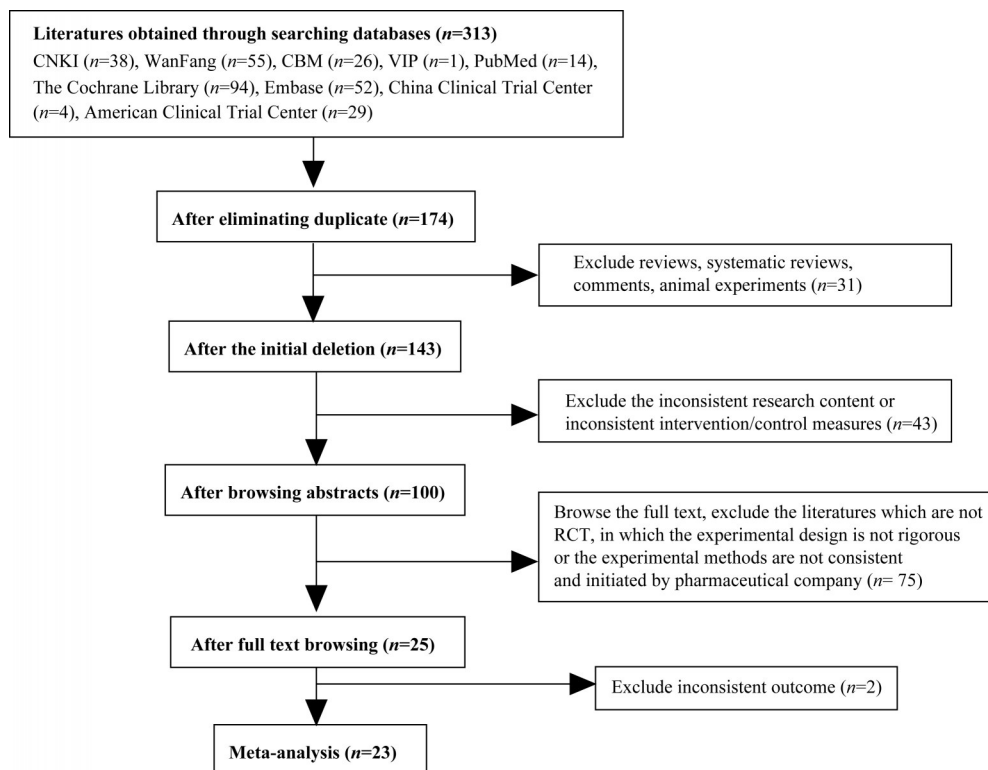 Literatures obtained through searching databases (n=313)
CNKI (n=38), WanFang (n=55), CBM (n=26), VIP (n=1), PubMed (n=14),
The Cochrane Library (n=94), Embase (n=52), China Clinical Trial Center
(n=4), American Clinical Trial Center (n=29)
After eliminating duplicate (n=174)
Exclude reviews, systematic reviews,
comments, animal experiments (n=31)
After the initial deletion (n=143)
Exclude the inconsistent research content or
inconsistent intervention/control measures (n=43)
After browsing abstracts (n=100)
Browse the full text, exclude the literatures which are not
RCT, in which the experimental design is not rigorous
or the experimental methods are not consistent
and initiated by pharmaceutical company (n= 75)
After full text browsing (n=25)
Exclude inconsistent outcome (n=2)
Meta-analysis (n=23)